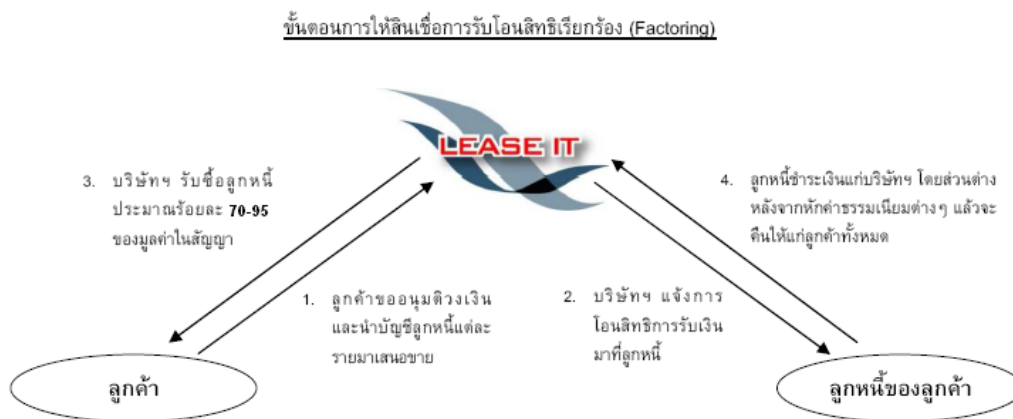 ขั้นตอนการให้สินเชื่อการรับโอนสิทธิเรียกร้อง (Factoring)
LEASE IT
3. บริษัทฯ รับซื้อลูกหนี้
ประมาณร้อยละ 70-95
ของมูลค่าในสัญญา
4. ลูกหนี้ชำระเงินแก่บริษัทฯ โดยส่วนต่าง
หลังจากหักค่าธรรมเนียมต่างๆ แล้วจะ
คืนให้แก่ลูกค้าทั้งหมด
1. ลูกค้าขออนุมติวงเงิน
และนำบัญชีลูกหนี้แต่ละ
รายมาเสนอขาย
2. บริษัทฯ แจ้งการ
โอนสิทธิการรับเงิน
มาที่ลูกหนี้
ลูกค้า
ลูกหนี้ของลูกค้า